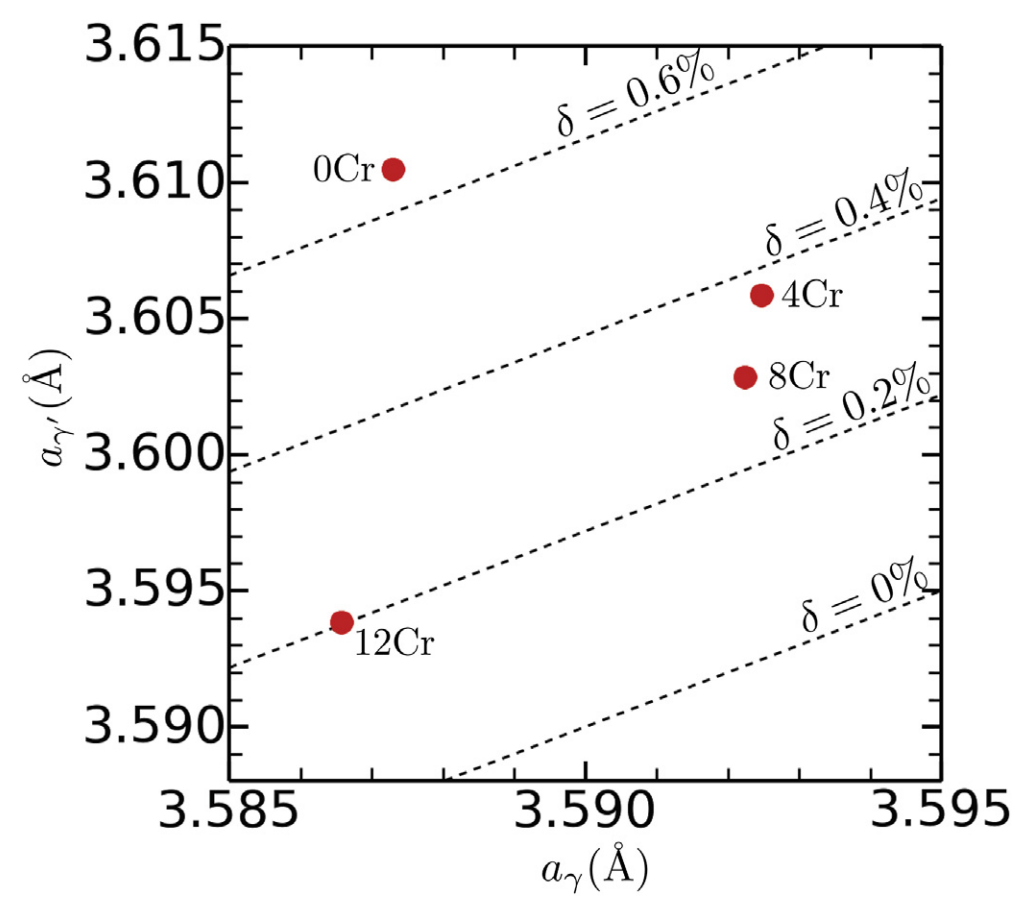 3.615
δ = 0.6%
0Cr
3.610
δ = 0.4%
4Cr
3.605
8Cr
δ = 0.2%
3.600
3.595
δ = 0%
12Cr
3.590
a_γ′(Å)
3.585
3.590
3.595
a_γ(Å)